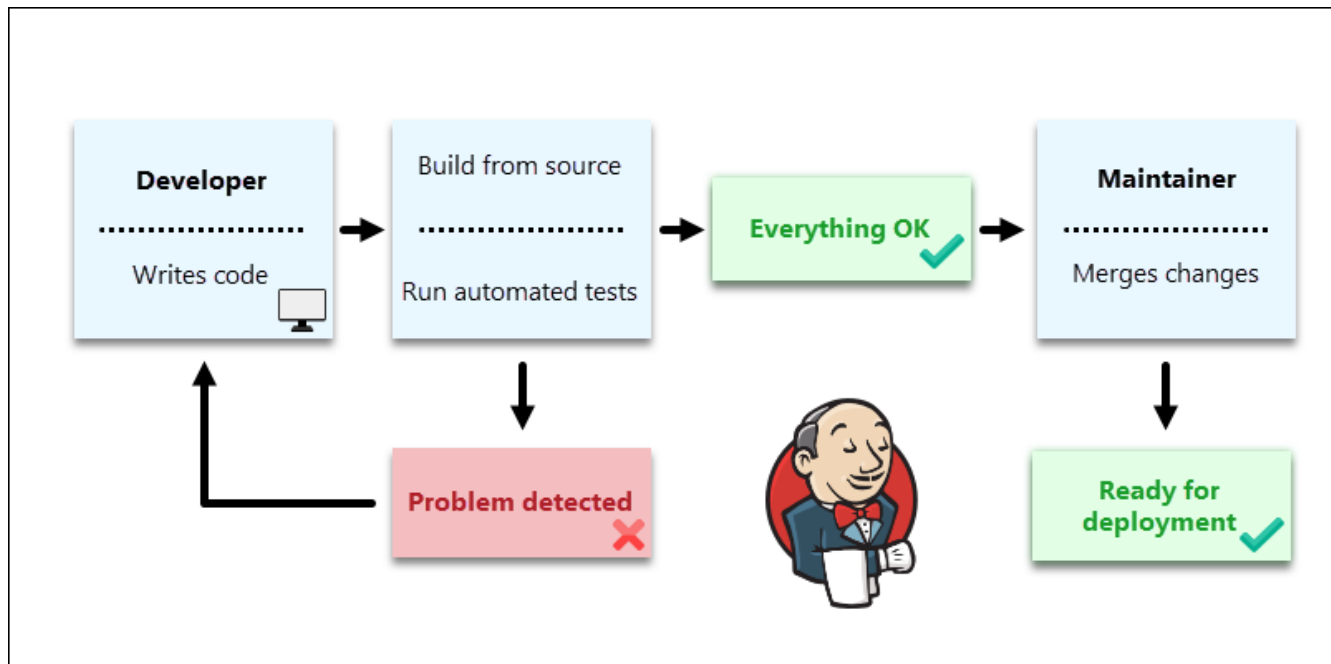 Developer
Writes code
Build from source
Run automated tests
Everything OK
Maintainer
Merges changes
Problem detected
Ready for
deployment